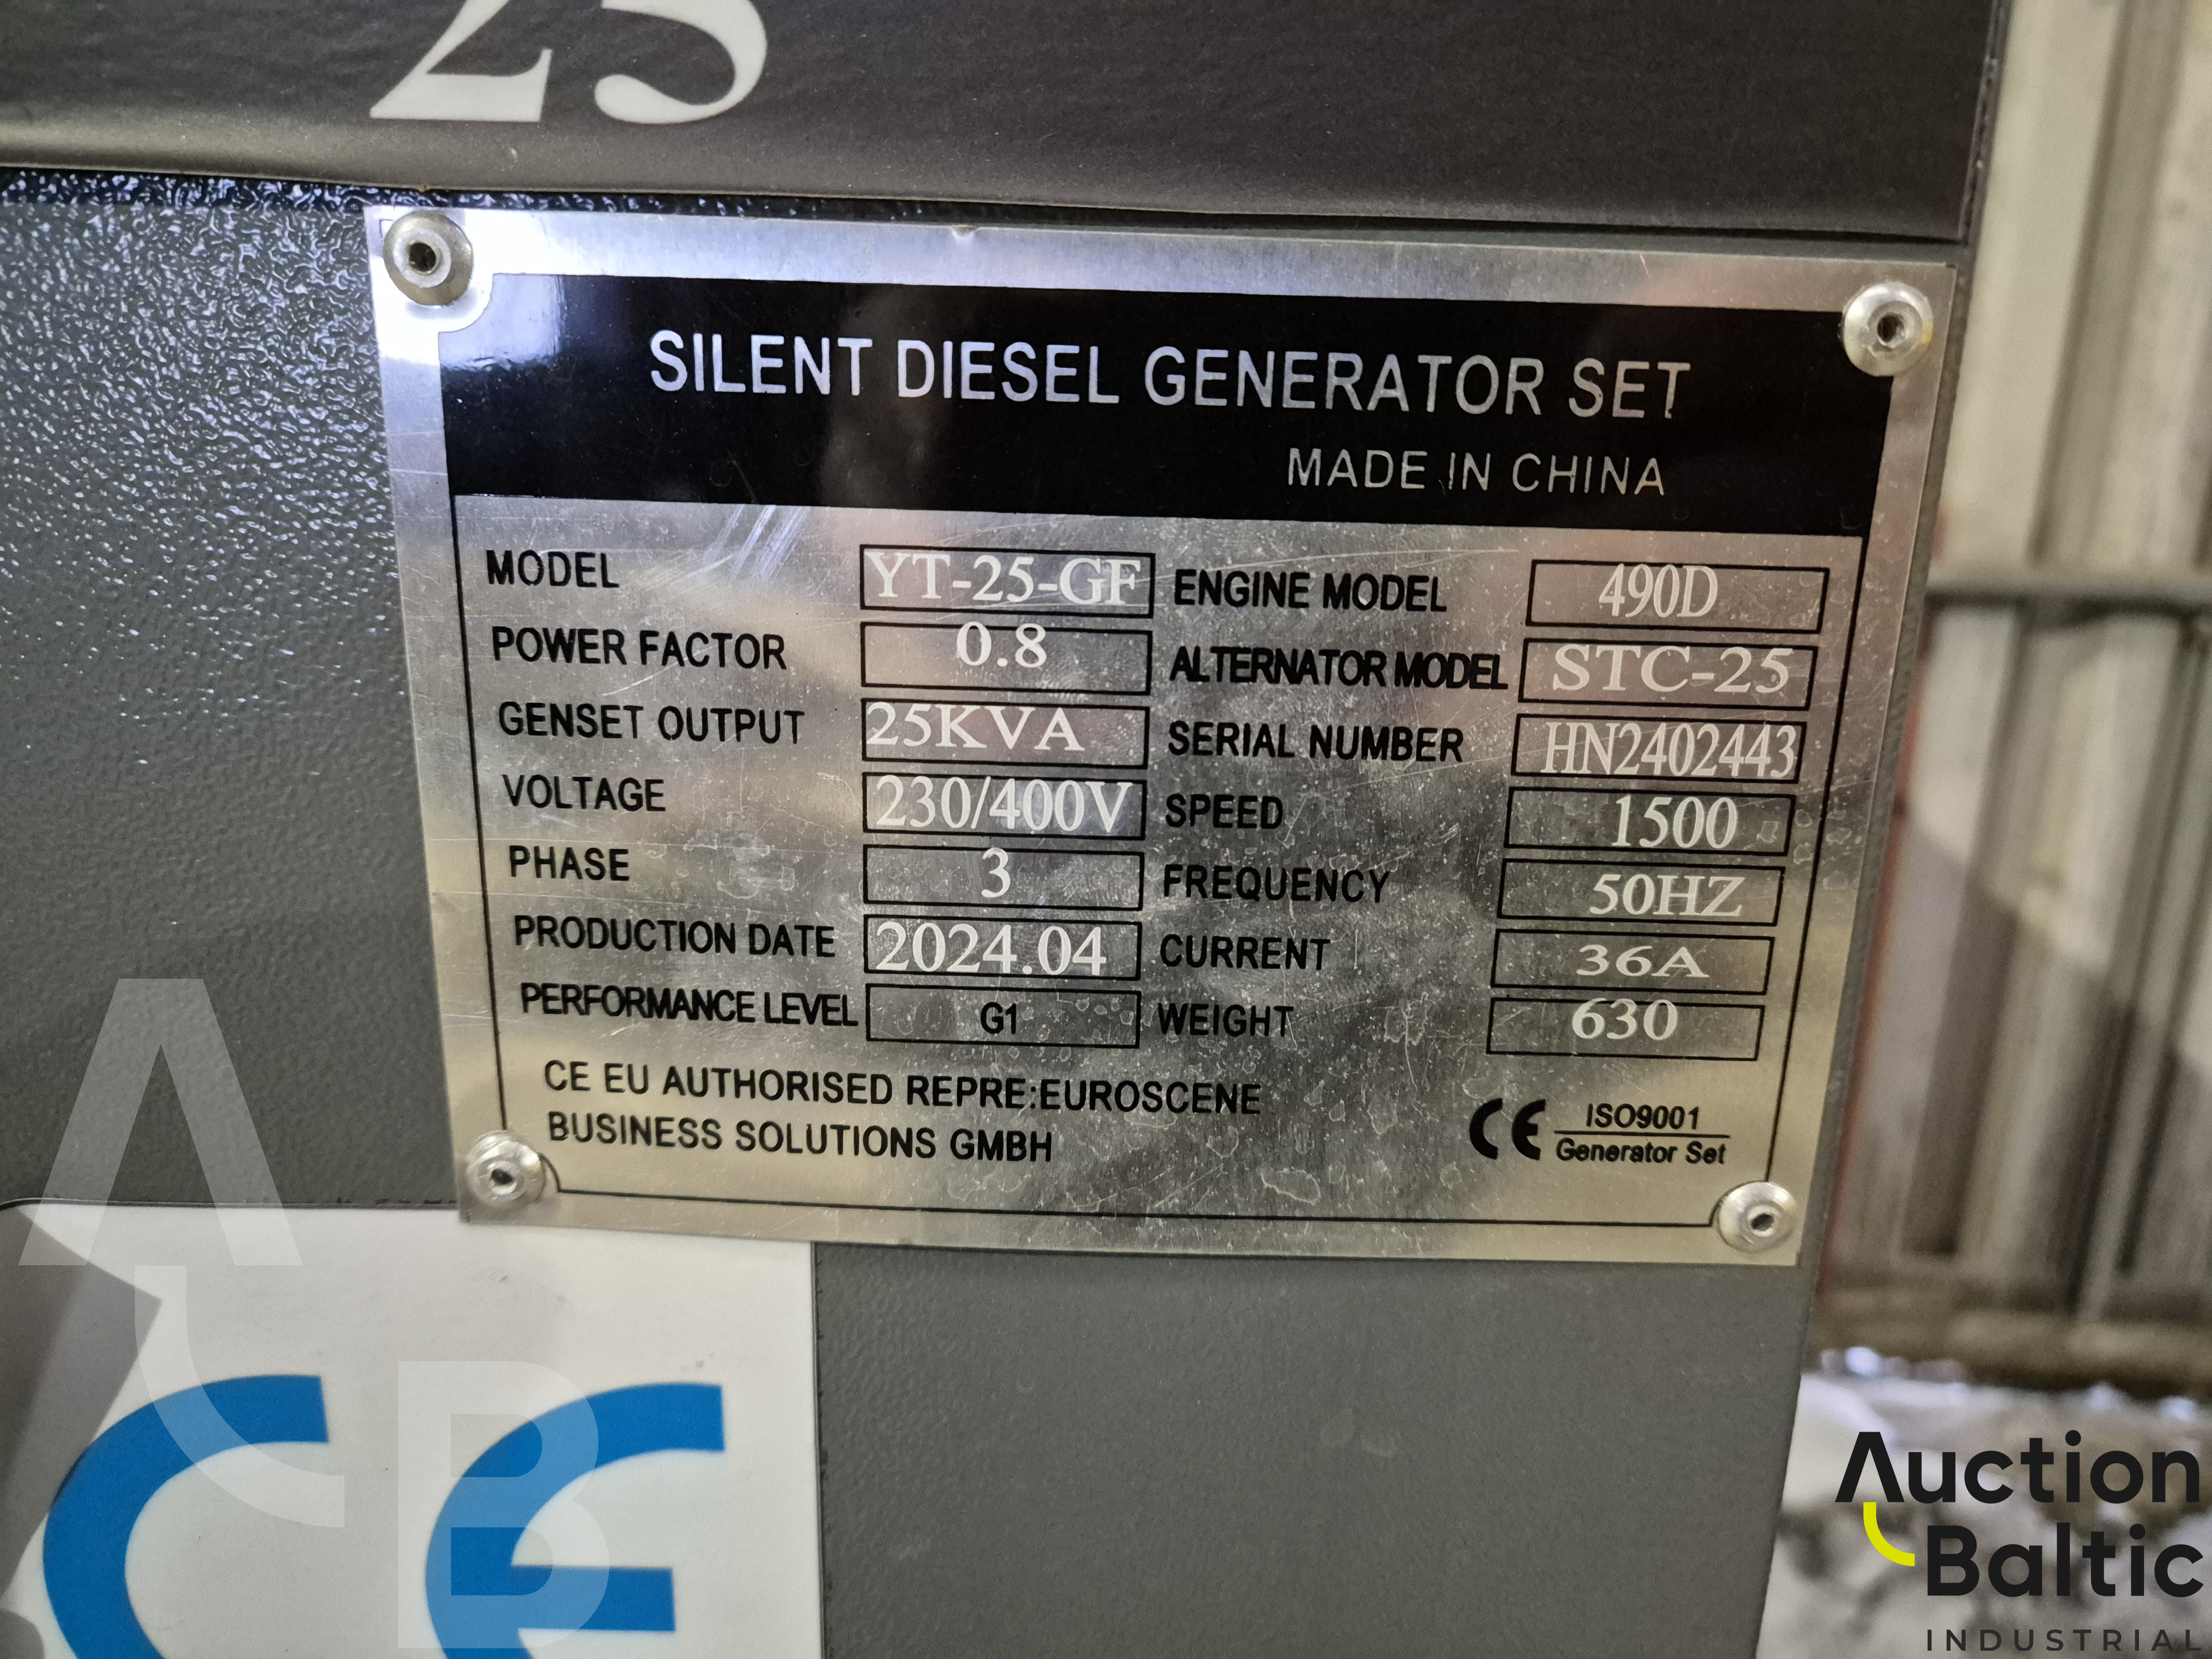 25
SILENT DIESEL GENERATOR SET
MADE IN CHINA
MODEL YT-25-GF ENGINE MODEL 490D
POWER FACTOR 0.8 ALTERNATOR MODEL STC-25
GENSET OUTPUT 25KVA SERIAL NUMBER HN2402443
VOLTAGE 230/400V SPEED 1500
PHASE 3 FREQUENCY 50HZ
PRODUCTION DATE 2024.04 CURRENT 36A
PERFORMANCE LEVEL G1 WEIGHT 630
CE EU AUTHORISED REPRE:EUROSCENE
BUSINESS SOLUTIONS GMBH
CE ISO9001
Generator Set
CE
AB
Auction
Baltic
INDUSTRIAL